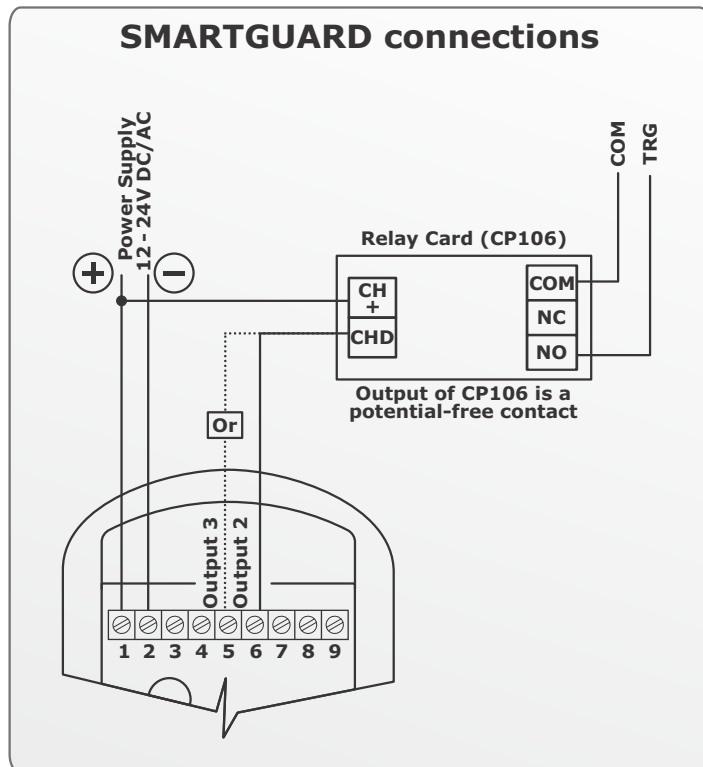 SMARTGUARD connections
Power Supply
12 - 24V DC/AC
+
−
COM
TRG
Relay Card (CP106)
CH
+
CHD
COM
NC
NO
Output of CP106 is a
potential-free contact
Or
Output 3
Output 2
1 2 3 4 5 6 7 8 9